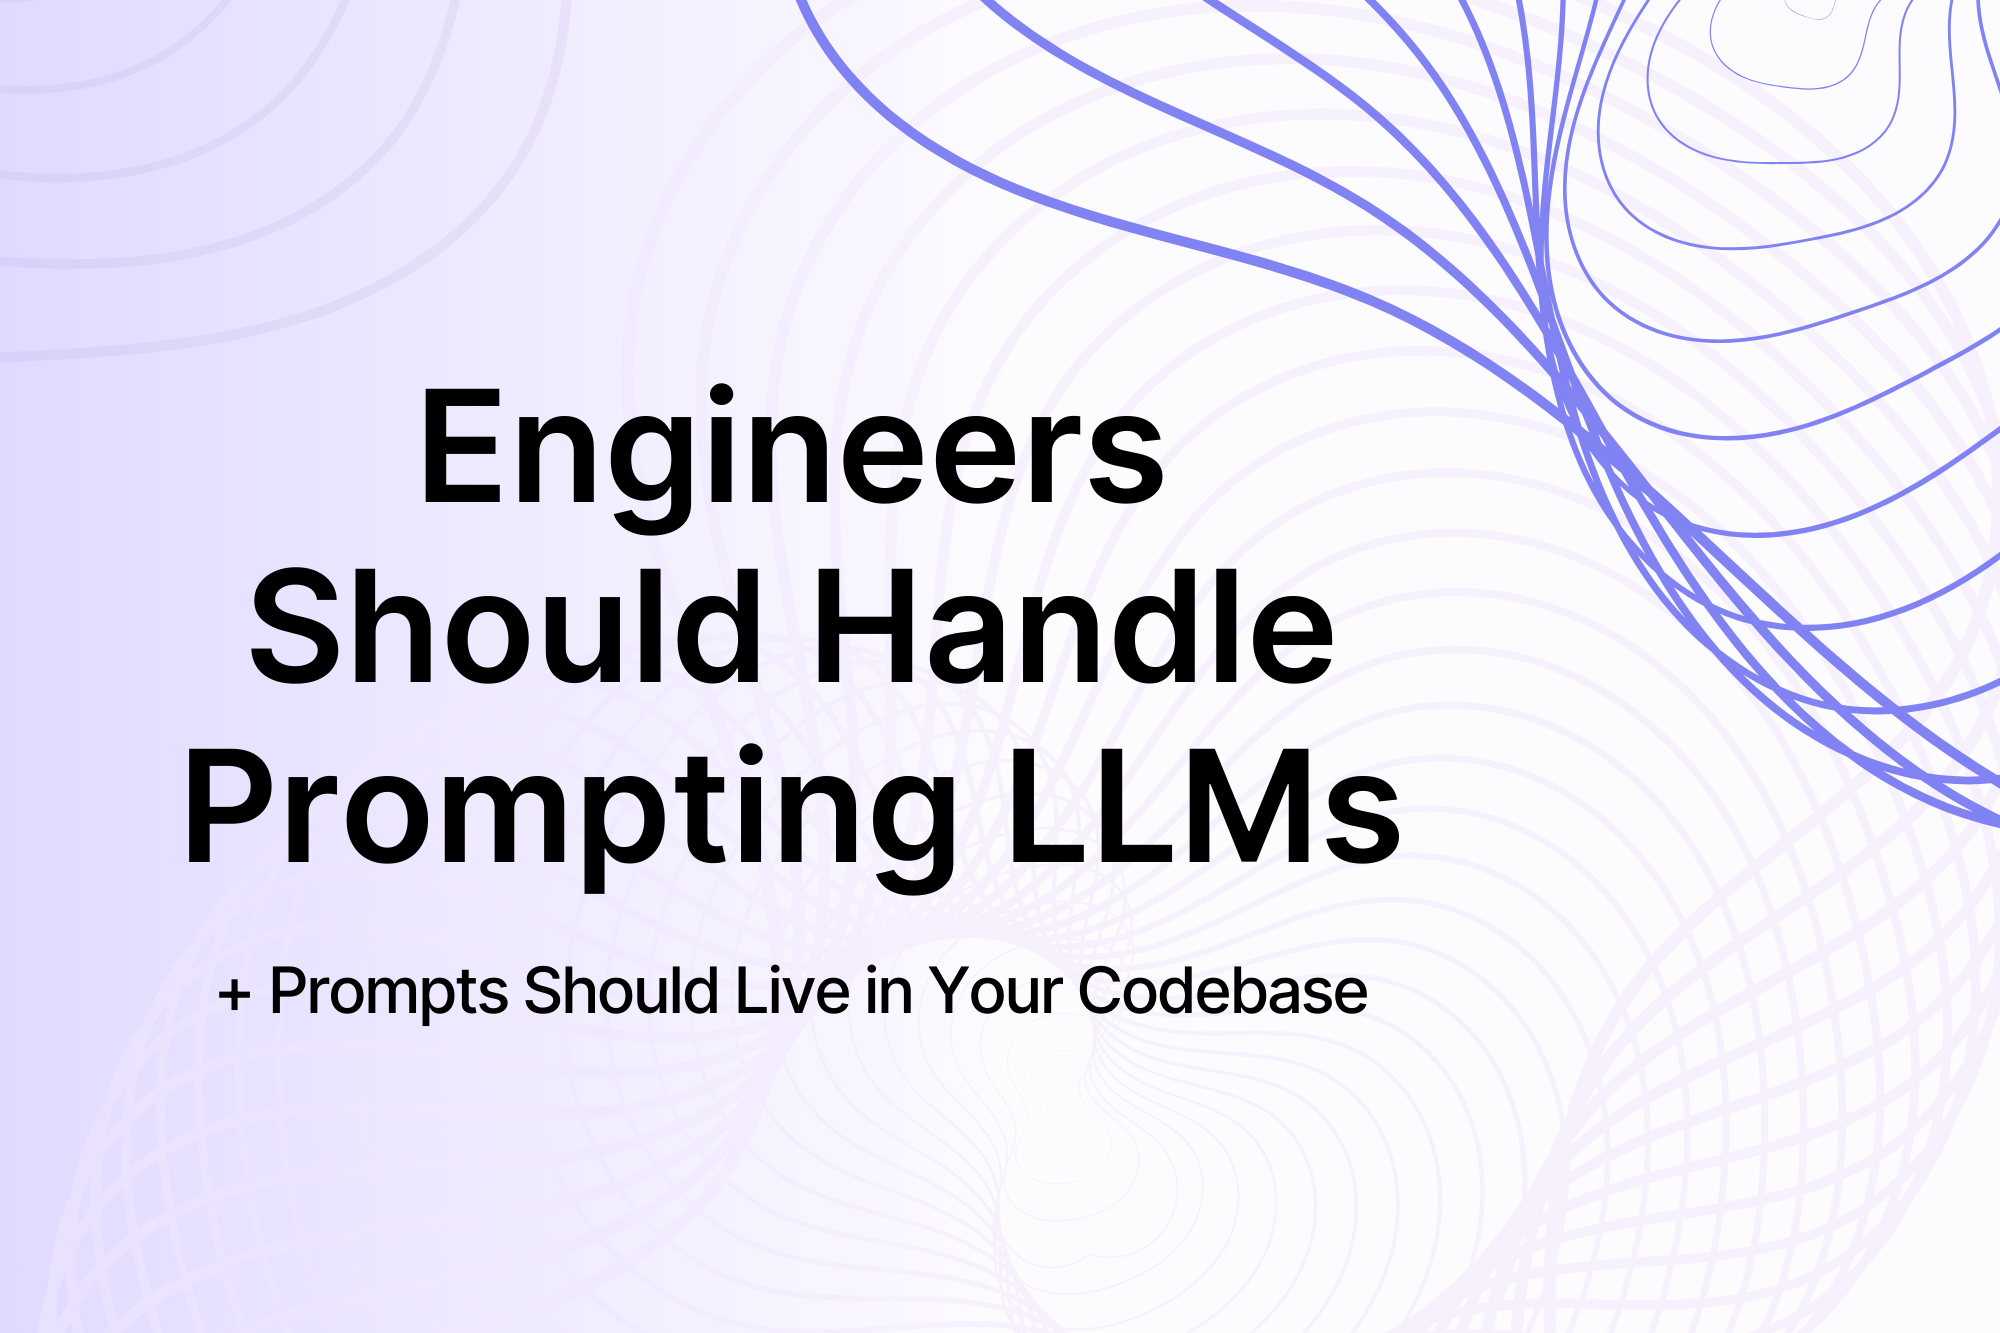 Engineers
Should Handle
Prompting LLMs
+ Prompts Should Live in Your Codebase